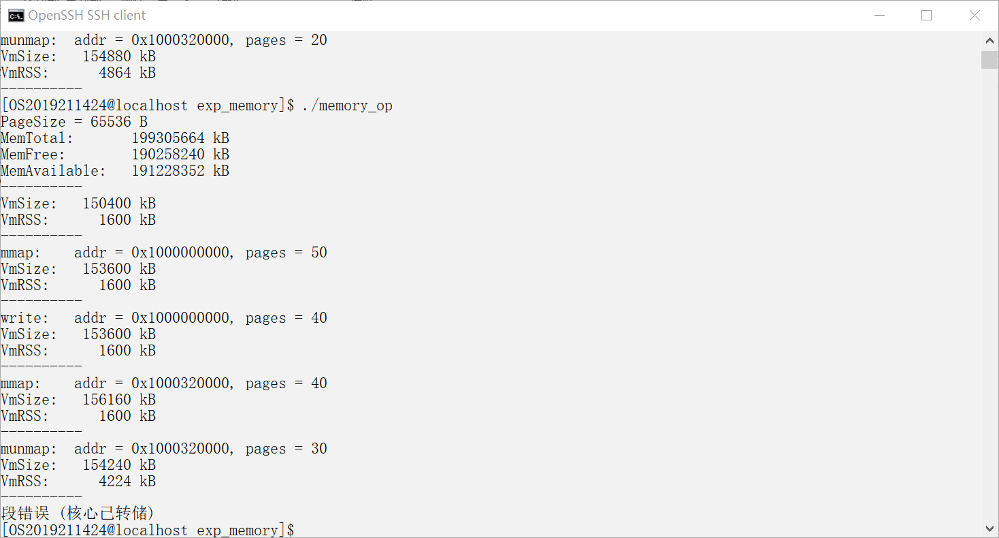 OpenSSH SSH client
munmap:  addr = 0x1000320000, pages = 20
VmSize:   154880 kB
VmRSS:      4864 kB
----------
[OS2019211424@localhost exp_memory]$ ./memory_op
PageSize = 65536 B
MemTotal:       199305664 kB
MemFree:        190258240 kB
MemAvailable:   191228352 kB
----------
VmSize:   150400 kB
VmRSS:      1600 kB
----------
mmap:    addr = 0x1000000000, pages = 50
VmSize:   153600 kB
VmRSS:      1600 kB
----------
write:   addr = 0x1000000000, pages = 40
VmSize:   153600 kB
VmRSS:      1600 kB
----------
mmap:    addr = 0x1000320000, pages = 40
VmSize:   156160 kB
VmRSS:      1600 kB
----------
munmap:  addr = 0x1000320000, pages = 30
VmSize:   154240 kB
VmRSS:      4224 kB
----------
段错误 (核心已转储)
[OS2019211424@localhost exp_memory]$